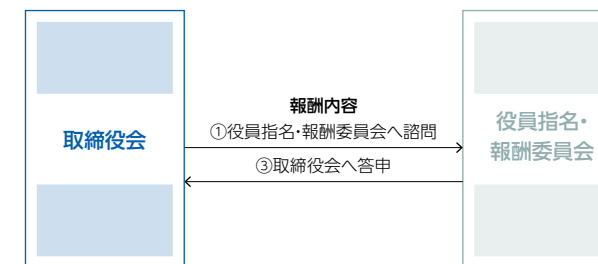 取締役会
報酬内容
①役員指名・報酬委員会へ諮問
③取締役会へ答申
役員指名・
報酬委員会